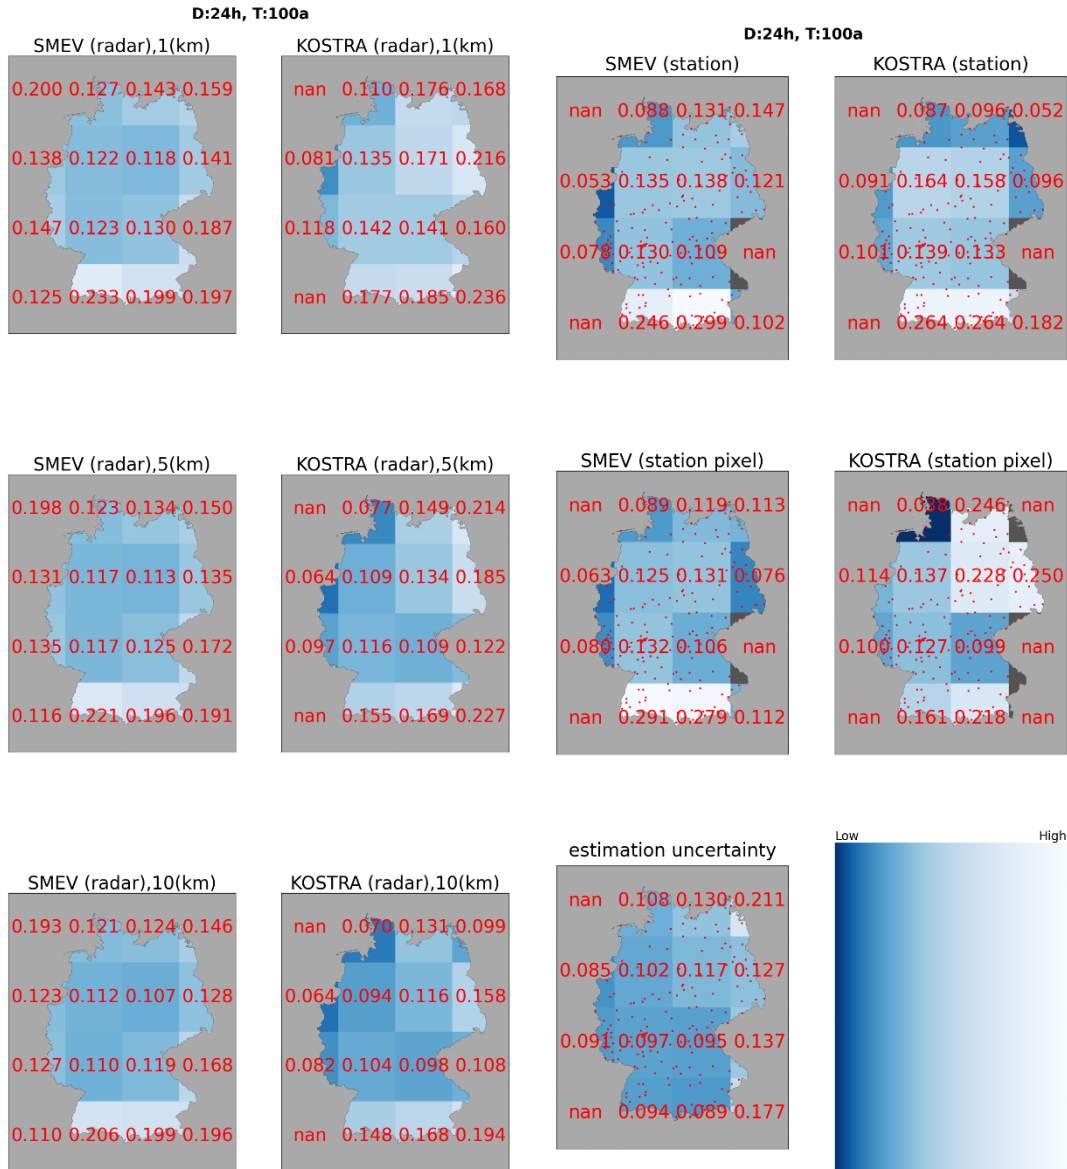 D:24h, T:100a
SMEV (radar),1(km)
0.200 0.127 0.143 0.159
0.138 0.122 0.118 0.141
0.147 0.123 0.130 0.187
0.125 0.233 0.199 0.197
KOSTRA (radar),1(km)
nan 0.110 0.176 0.168
0.081 0.135 0.171 0.216
0.118 0.142 0.141 0.160
nan 0.177 0.185 0.236
D:24h, T:100a
SMEV (station)
nan 0.088 0.131 0.147
0.053 0.135 0.138 0.121
0.078 0.130 0.109 nan
nan 0.246 0.299 0.102
KOSTRA (station)
nan 0.087 0.096 0.052
0.091 0.164 0.158 0.096
0.101 0.139 0.133 nan
nan 0.264 0.264 0.182
SMEV (radar),5(km)
0.198 0.123 0.134 0.150
0.131 0.117 0.113 0.135
0.135 0.117 0.125 0.172
0.116 0.221 0.196 0.191
KOSTRA (radar),5(km)
nan 0.077 0.149 0.214
0.064 0.109 0.134 0.185
0.097 0.116 0.109 0.122
nan 0.155 0.169 0.227
SMEV (station pixel)
nan 0.089 0.119 0.113
0.063 0.125 0.131 0.076
0.080 0.132 0.106 nan
nan 0.291 0.279 0.112
KOSTRA (station pixel)
nan 0.038 0.246 nan
0.114 0.137 0.228 0.250
0.100 0.127 0.099 nan
nan 0.161 0.218 nan
SMEV (radar),10(km)
0.193 0.121 0.124 0.146
0.123 0.112 0.107 0.128
0.127 0.110 0.119 0.168
0.110 0.206 0.199 0.196
KOSTRA (radar),10(km)
nan 0.070 0.131 0.099
0.064 0.094 0.116 0.158
0.082 0.104 0.098 0.108
nan 0.148 0.168 0.194
estimation uncertainty
nan 0.108 0.130 0.211
0.085 0.102 0.117 0.127
0.091 0.097 0.095 0.137
nan 0.094 0.089 0.177
Low High